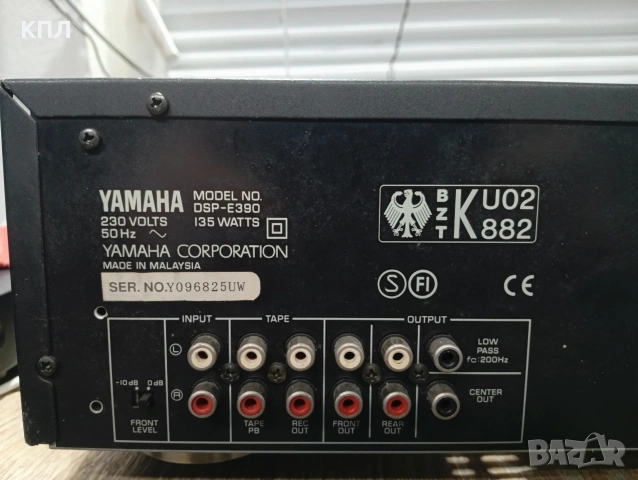 КПЛ
YAMAHA MODEL NO. DSP-E390
230 VOLTS 135 WATTS
50 Hz
YAMAHA CORPORATION
MADE IN MALAYSIA
SER. NO. Y096825UW
BZT K U02 882
S FI CE
INPUT TAPE OUTPUT
L
LOW PASS fc:200Hz
-10dB 0dB
R
CENTER OUT
FRONT LEVEL
TAPE PB
REC OUT
FRONT OUT
REAR OUT
BAZAR.BG